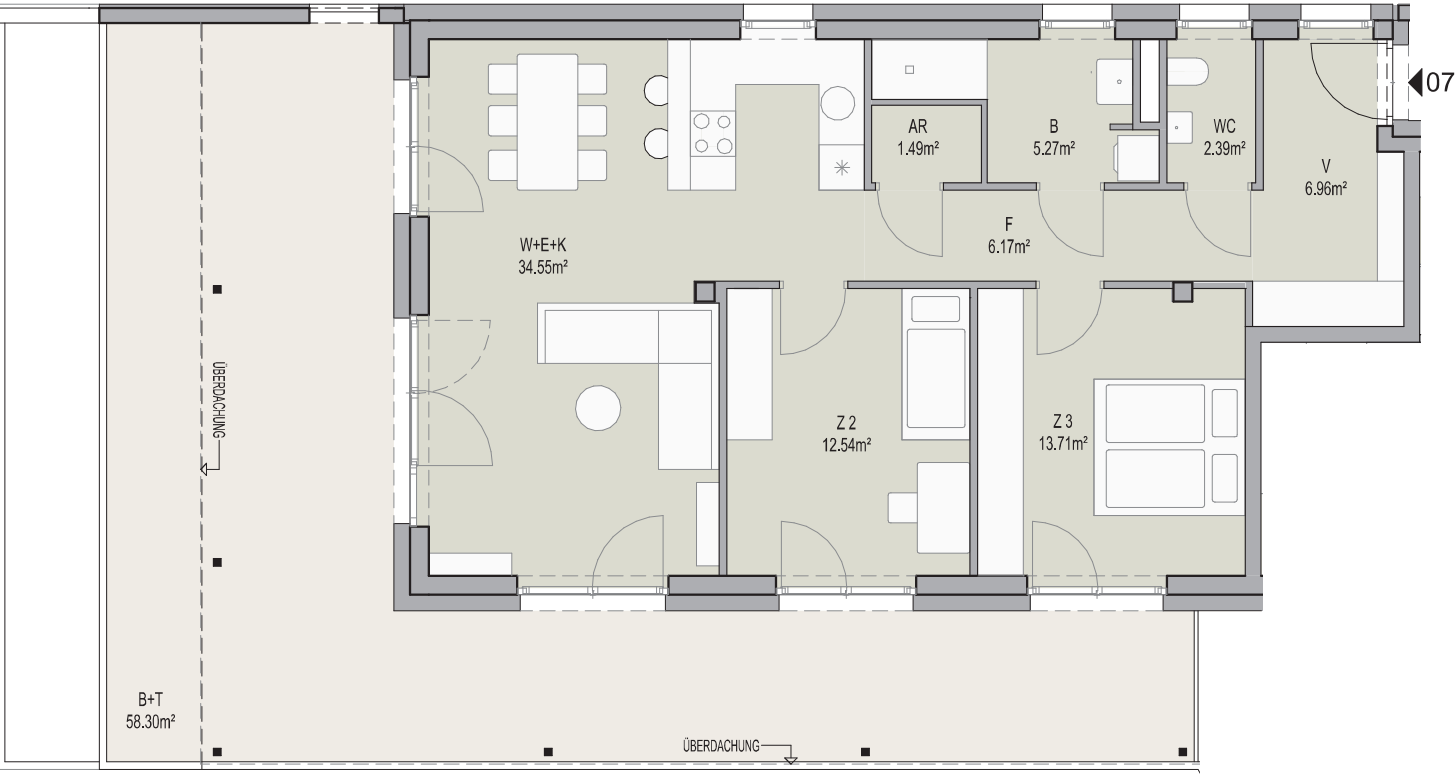 07
AR
1.49m²
B
5.27m²
WC
2.39m²
V
6.96m²
F
6.17m²
W+E+K
34.55m²
ÜBERDACHUNG
Z 2
12.54m²
Z 3
13.71m²
B+T
58.30m²
ÜBERDACHUNG